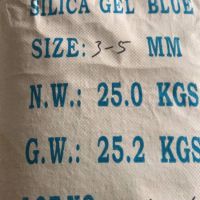 SILICA GEL BLUE
SIZE: 3-5 MM
N.W.: 25.0 KGS
G.W.: 25.2 KGS